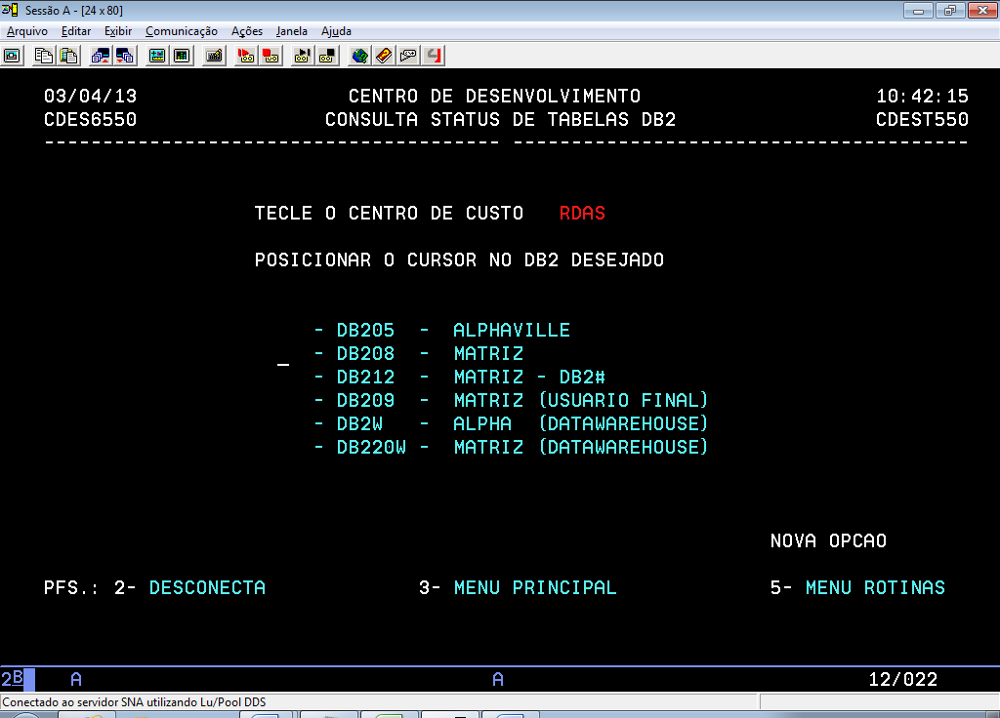 Sessão A - [24 x 80]
Arquivo Editar Exibir Comunicação Ações Janela Ajuda
03/04/13 CENTRO DE DESENVOLVIMENTO 10:42:15
CDES6550 CONSULTA STATUS DE TABELAS DB2 CDEST550
--------------------------------------- ---------------------------------------
TECLE O CENTRO DE CUSTO RDAS
POSICIONAR O CURSOR NO DB2 DESEJADO
- DB205 - ALPHAVILLE
_ - DB208 - MATRIZ
- DB212 - MATRIZ - DB2#
- DB209 - MATRIZ (USUARIO FINAL)
- DB2W - ALPHA (DATAWAREHOUSE)
- DB220W - MATRIZ (DATAWAREHOUSE)
NOVA OPCAO
PFS.: 2- DESCONECTA 3- MENU PRINCIPAL 5- MENU ROTINAS
2B A A 12/022
Conectado ao servidor SNA utilizando Lu/Pool DDS